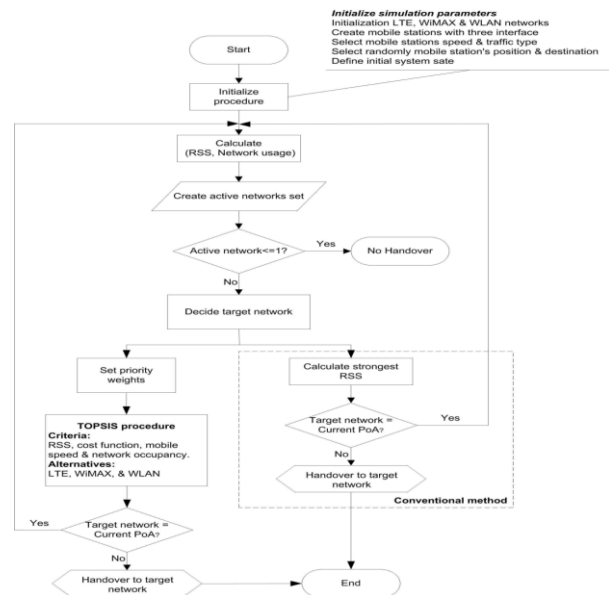 Initialize simulation parameters
Initialization LTE, WiMAX & WLAN networks
Create mobile stations with three interface
Select mobile stations speed & traffic type
Select randomly mobile station's position & destination
Define initial system sate
Start
Initialize
procedure
Calculate
(RSS, Network usage)
Create active networks set
Active network<=1?
Yes
No Handover
No
Decide target network
Set priority
weights
Calculate strongest
RSS
TOPSIS procedure
Criteria:
RSS, cost function, mobile
speed & network occupancy.
Alternatives:
LTE, WiMAX, & WLAN
Target network =
Current PoA?
Yes
No
Handover to target
network
Conventional method
Yes
Target network =
Current PoA?
No
Handover to target
network
End